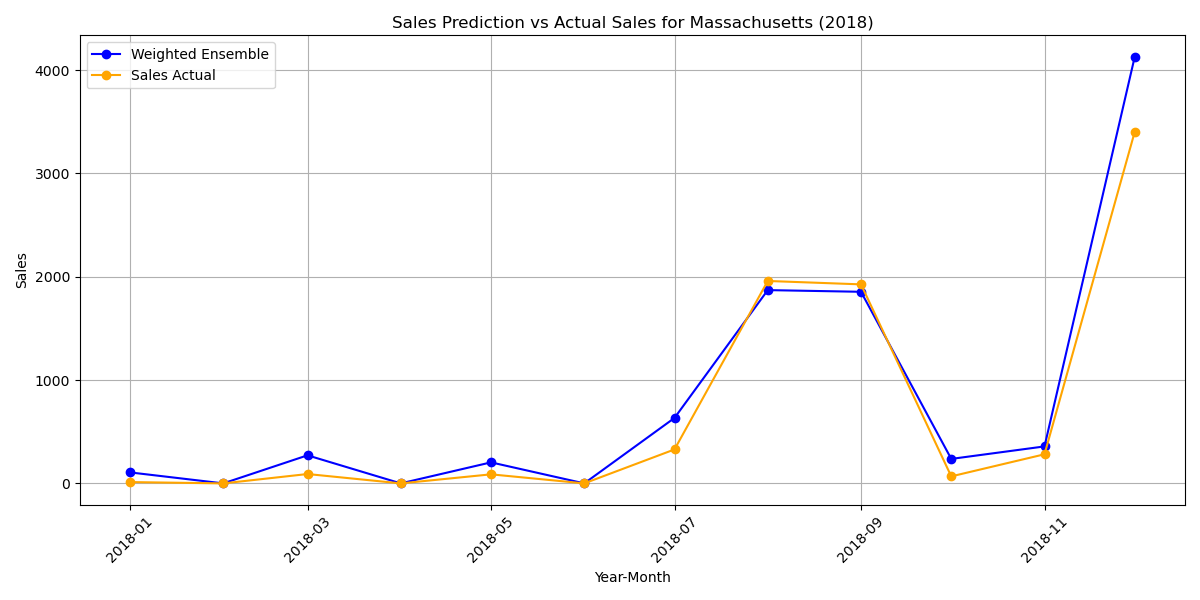 Sales Prediction vs Actual Sales for Massachusetts (2018)
Weighted Ensemble
Sales Actual
4000
3000
2000
1000
0
Sales
2018-01
2018-03
2018-05
2018-07
2018-09
2018-11
Year-Month